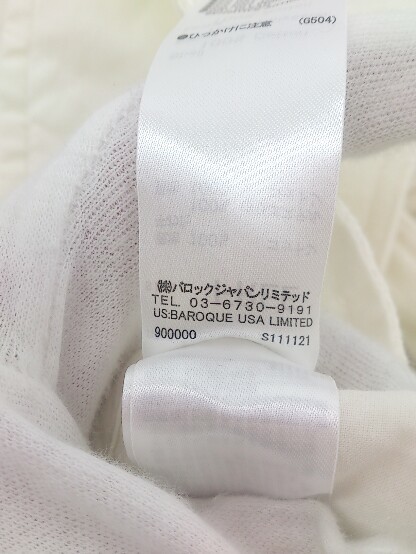 ●ひっかけに注意 (G504)
㈱バロックジャパンリミテッド
TEL. 03-6730-9191
US:BAROQUE USA LIMITED
900000 S111121